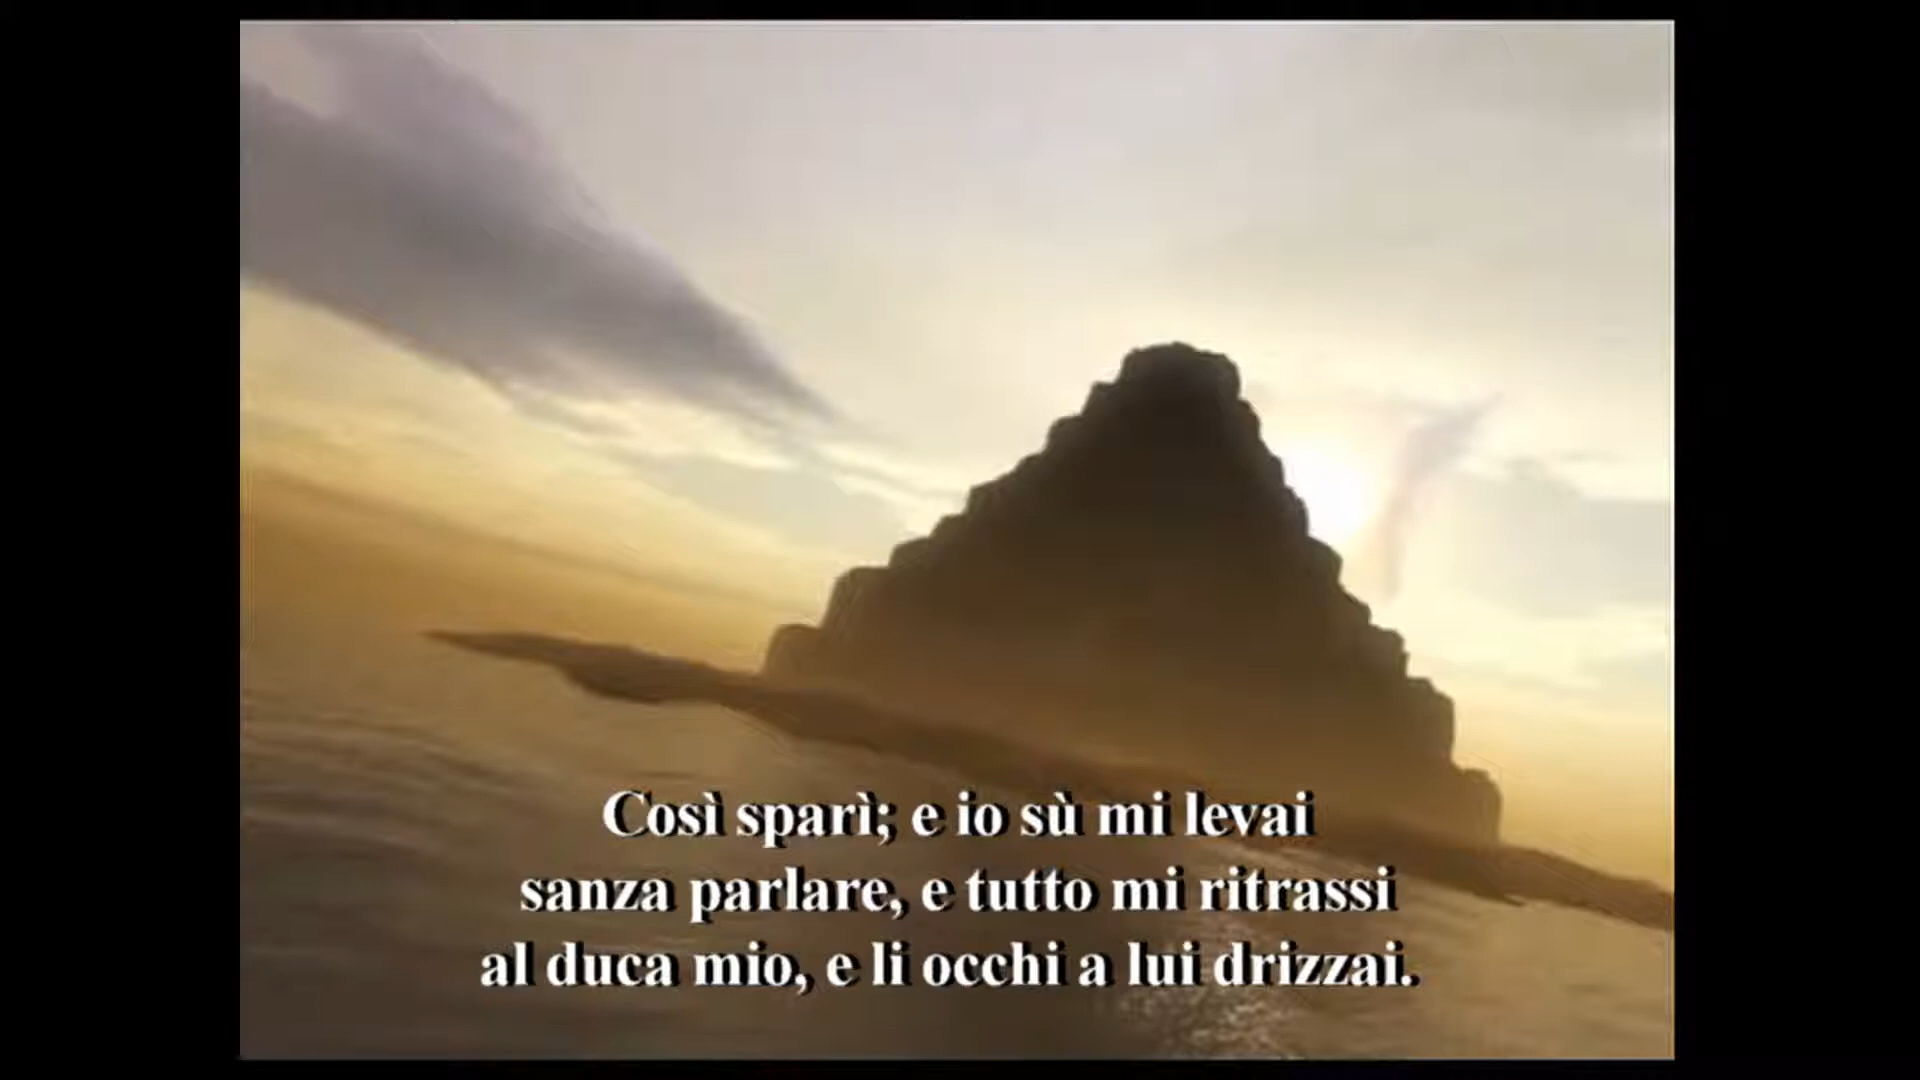 Così sparì; e io sù mi levai
sanza parlare, e tutto mi ritrassi
al duca mio, e li occhi a lui drizzai.